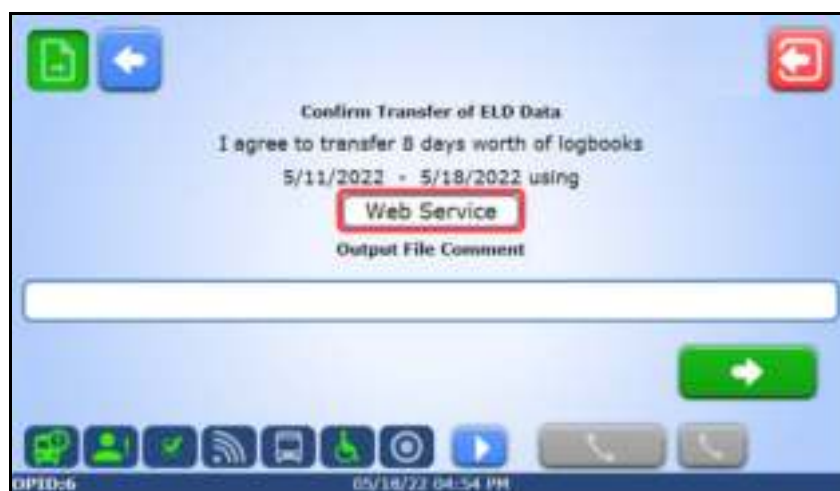 Confirm Transfer of ELD Data
I agree to transfer 8 days worth of logbooks
5/11/2022 - 5/18/2022 using
Web Service
Output File Comment
OPID:6
05/18/22 04:54 PM